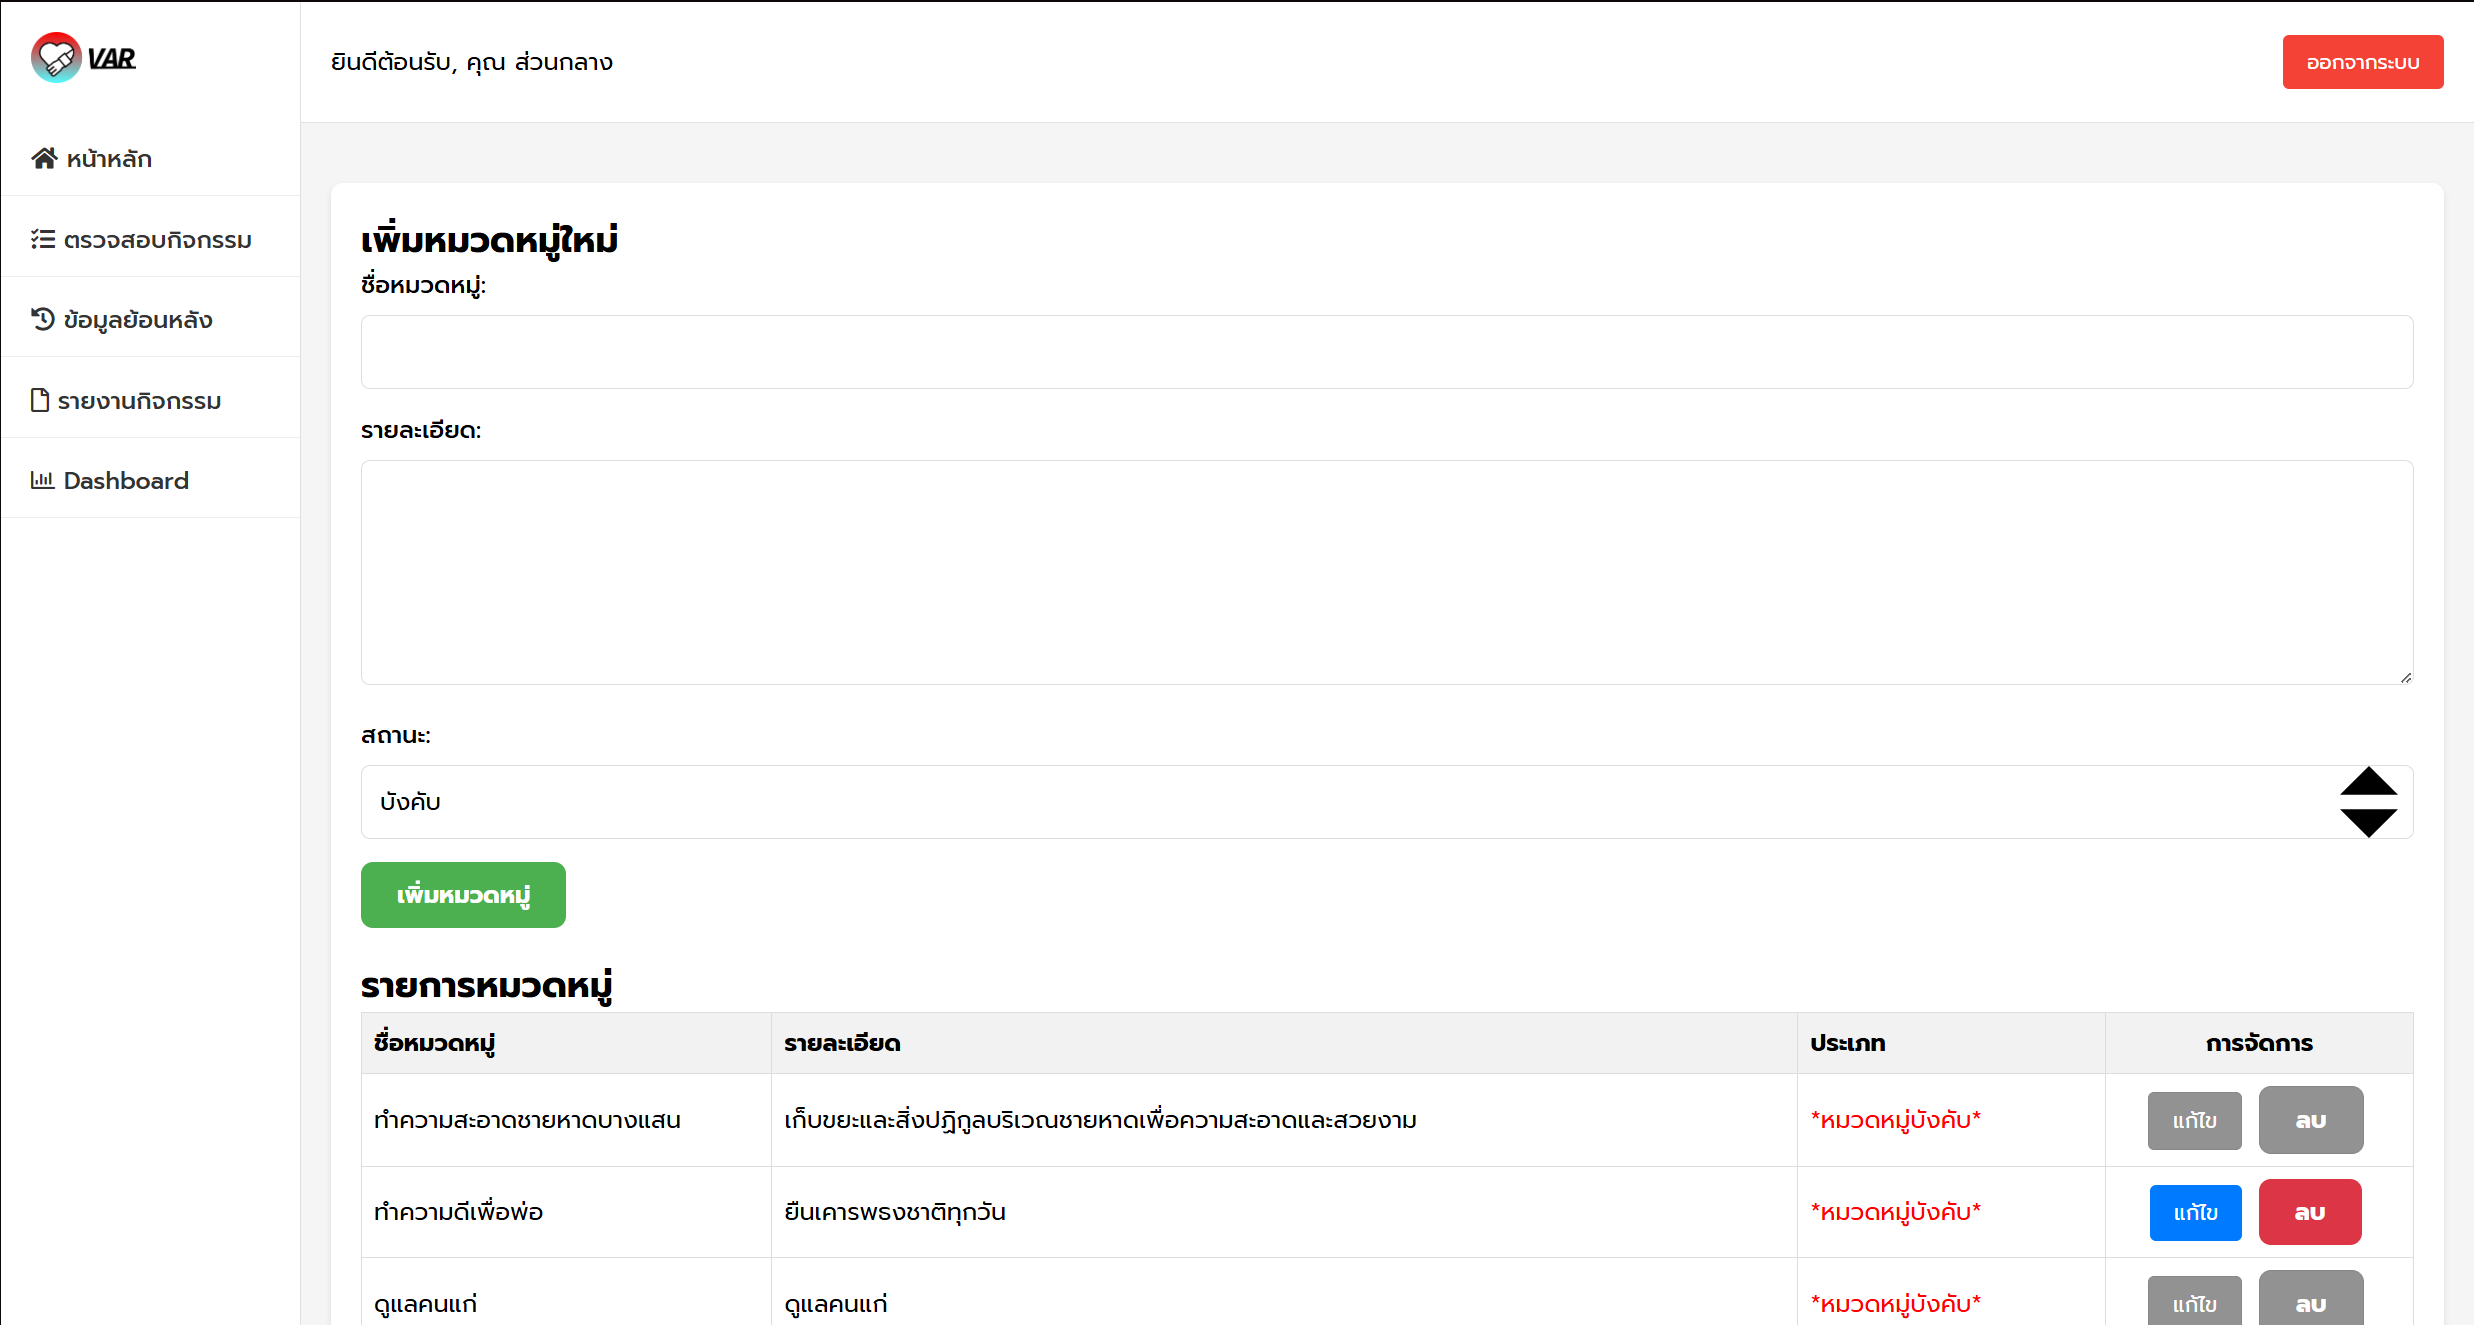 VAR
ยินดีต้อนรับ, คุณ ส่วนกลาง
ออกจากระบบ
หน้าหลัก
ตรวจสอบกิจกรรม
ข้อมูลย้อนหลัง
รายงานกิจกรรม
Dashboard
เพิ่มหมวดหมู่ใหม่
ชื่อหมวดหมู่:
รายละเอียด:
สถานะ:
บังคับ
เพิ่มหมวดหมู่
รายการหมวดหมู่
ชื่อหมวดหมู่ รายละเอียด ประเภท การจัดการ
ทำความสะอาดชายหาดบางแสน เก็บขยะและสิ่งปฏิกูลบริเวณชายหาดเพื่อความสะอาดและสวยงาม *หมวดหมู่บังคับ* แก้ไข ลบ
ทำความดีเพื่อพ่อ ยืนเคารพธงชาติทุกวัน *หมวดหมู่บังคับ* แก้ไข ลบ
ดูแลคนแก่ ดูแลคนแก่ *หมวดหมู่บังคับ* แก้ไข ลบ